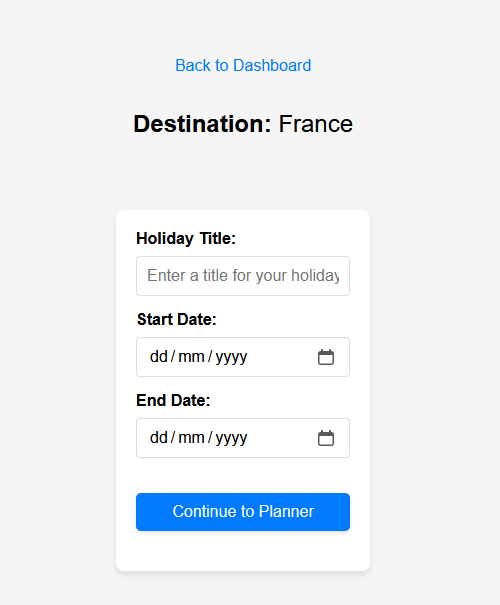 Back to Dashboard
Destination: France
Holiday Title:
Enter a title for your holiday
Start Date:
dd/mm/yyyy
End Date:
dd/mm/yyyy
Continue to Planner